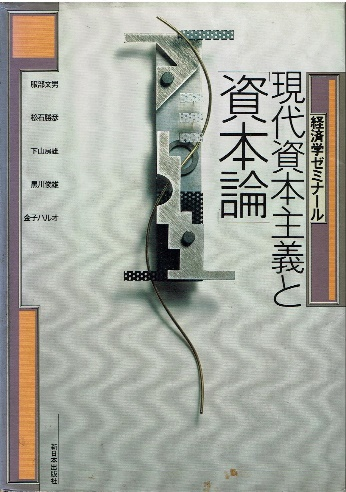 経済学ゼミナール
現代資本主義と
「資本論」
服部文男
松石勝彦
下山房雄
黒川俊雄
金子ハルオ
新日本出版社